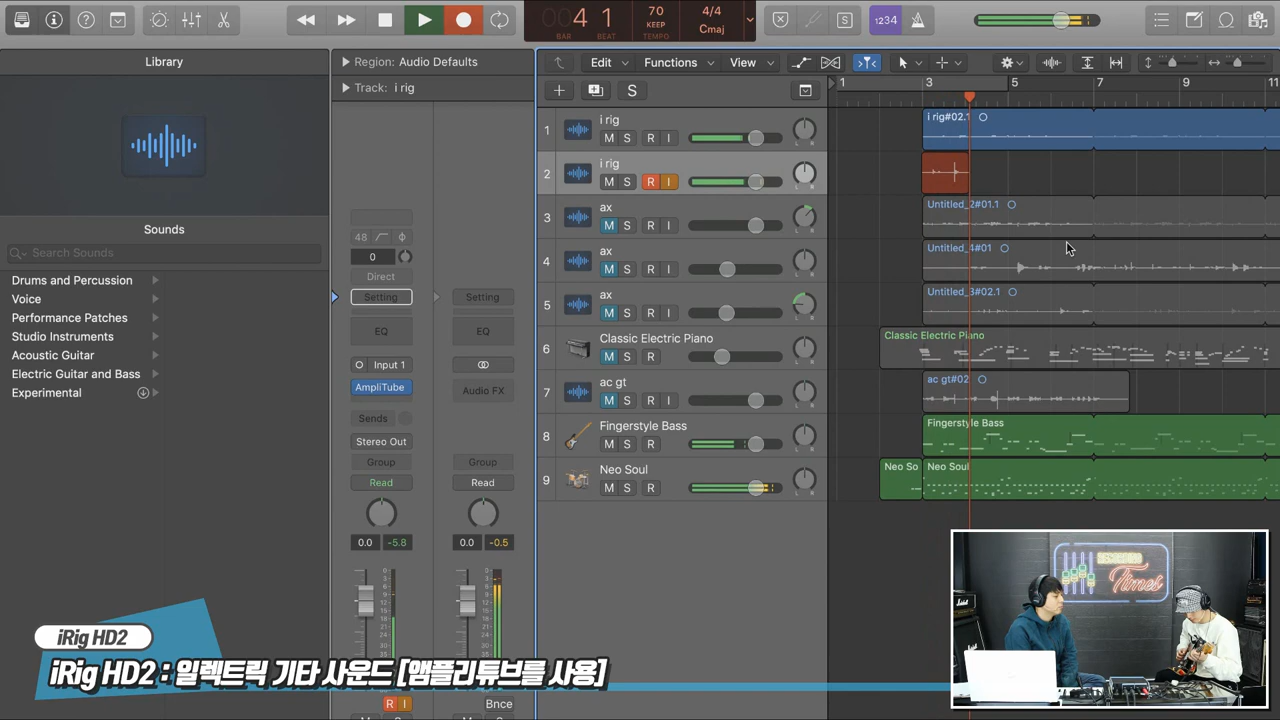 4 1
BAR BEAT
70
KEEP
TEMPO
4/4
Cmaj
1234
S
Library
Region: Audio Defaults
Track: i rig
Edit
Functions
View
S
1 3 5 7 9 11
Sounds
Search Sounds
Drums and Percussion
Voice
Performance Patches
Studio Instruments
Acoustic Guitar
Electric Guitar and Bass
Experimental
48
0
Direct
Setting
Setting
EQ
EQ
Input 1
AmpliTube
Audio FX
Sends
Stereo Out
Group
Group
Read
Read
0.0 -5.8
0.0 -0.5
R I
Bnce
1 i rig
M S R I
2 i rig
M S R I
3 ax
M S R I
4 ax
M S R I
5 ax
M S R I
6 Classic Electric Piano
M S R
7 ac gt
M S R I
8 Fingerstyle Bass
M S R
9 Neo Soul
M S R
i rig#02.1
Untitled_2#01.1
Untitled_4#01
Untitled_3#02.1
Classic Electric Piano
ac gt#02
Fingerstyle Bass
Neo So
Neo Soul
Times
iRig HD2
iRig HD2 : 일렉트릭 기타 사운드 [앰플리튜브를 사용]